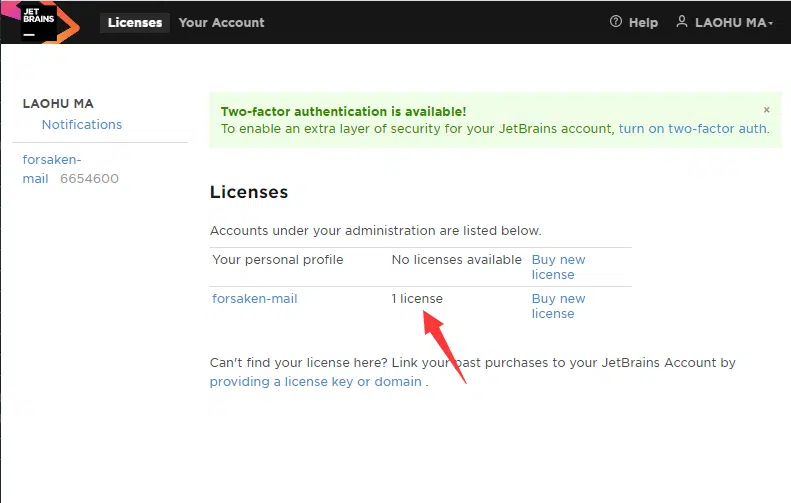 JET
BRAINS
Licenses Your Account
Help LAOHU MA
LAOHU MA
Notifications
forsaken-
mail 6654600
Two-factor authentication is available! ×
To enable an extra layer of security for your JetBrains account, turn on two-factor auth.
Licenses
Accounts under your administration are listed below.
Your personal profile No licenses available Buy new
license
forsaken-mail 1 license Buy new
license
Can't find your license here? Link your past purchases to your JetBrains Account by
providing a license key or domain .